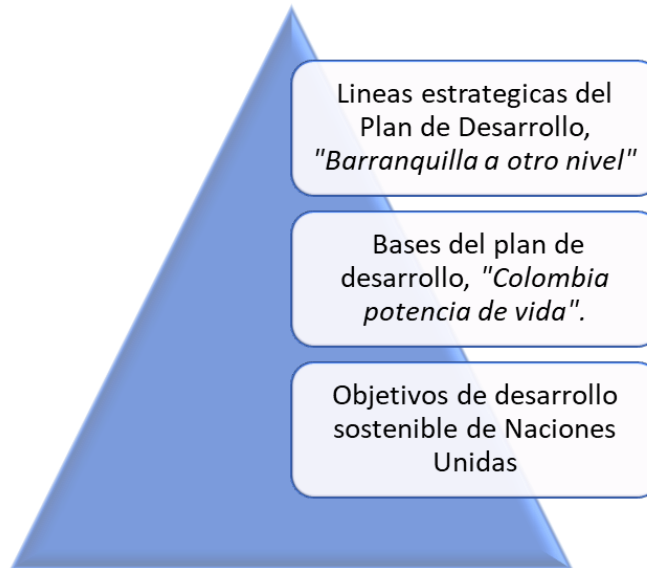 Lineas estrategicas del
Plan de Desarrollo,
"Barranquilla a otro nivel"
Bases del plan de
desarrollo, "Colombia
potencia de vida".
Objetivos de desarrollo
sostenible de Naciones
Unidas